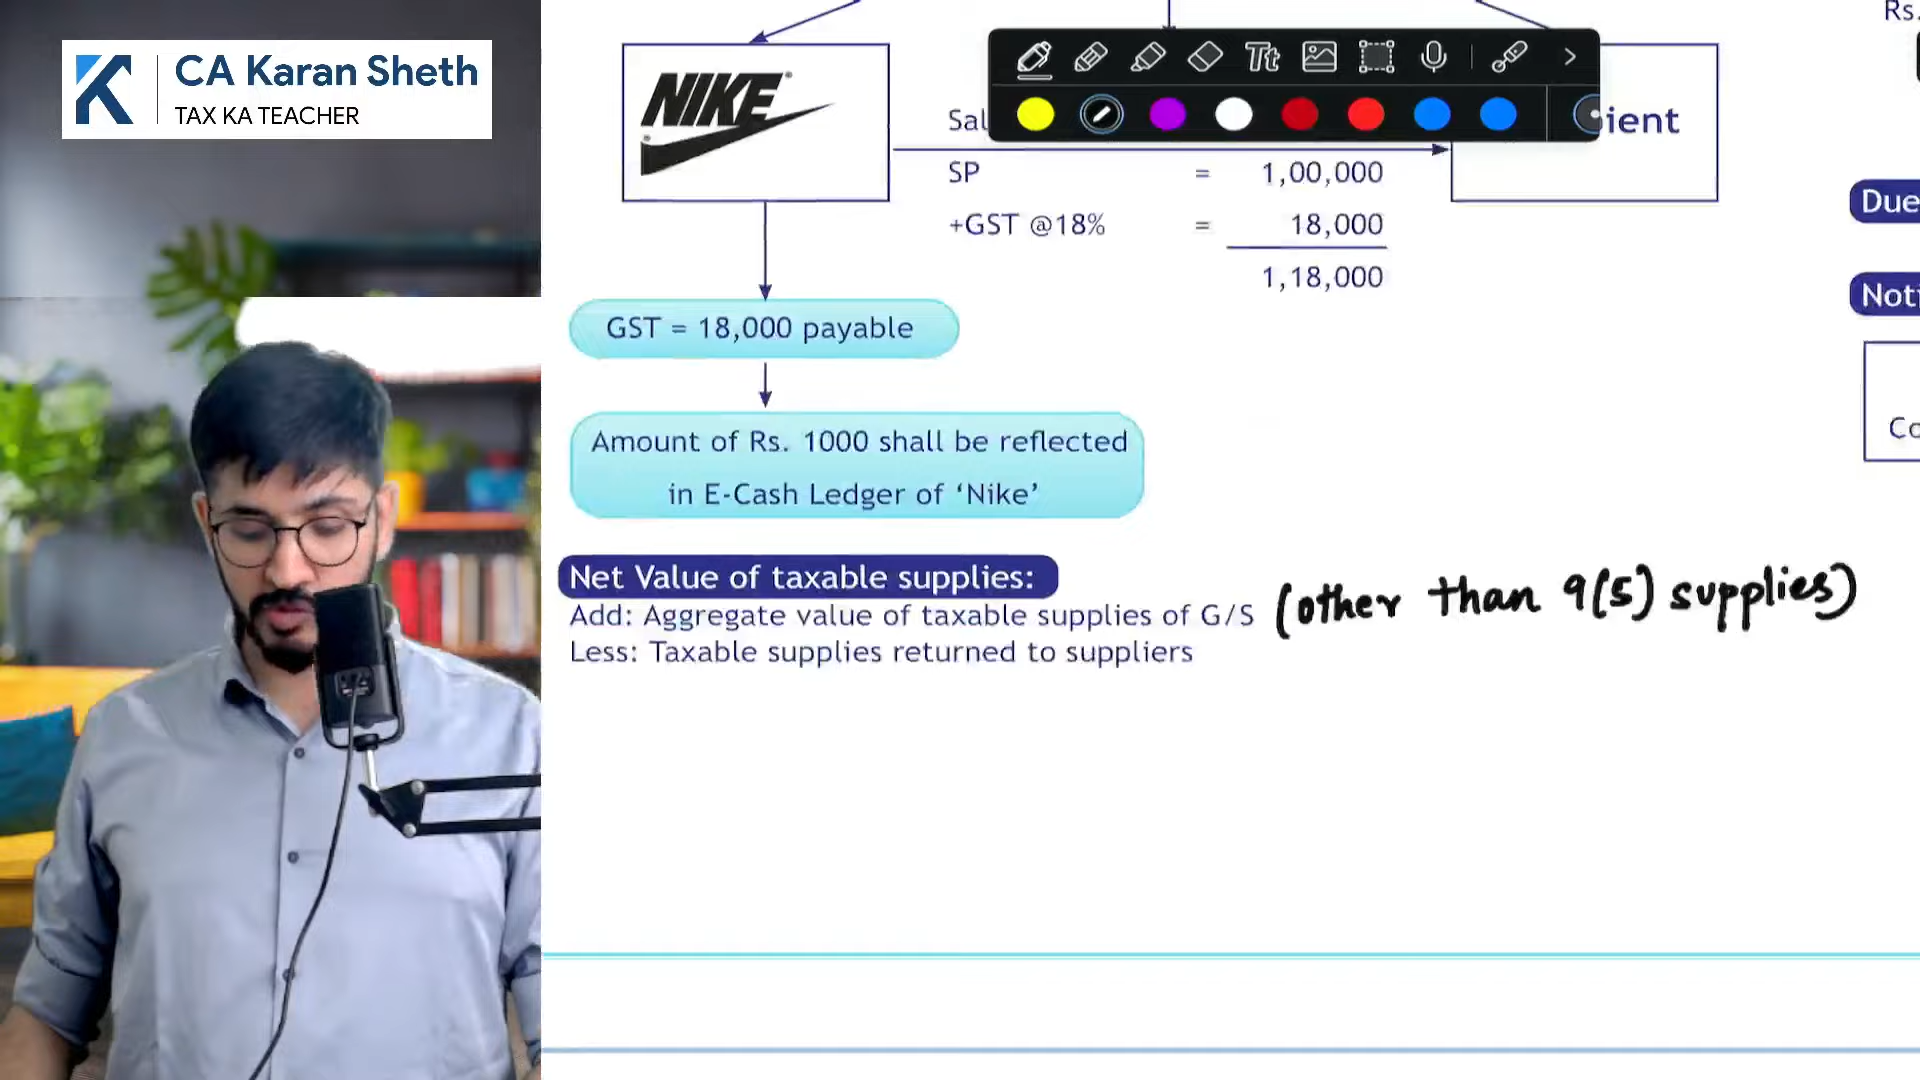 CA Karan Sheth
TAX KA TEACHER
Rs.
NIKE
Sal
ient
SP = 1,00,000
+GST @18% = 18,000
1,18,000
Due
GST = 18,000 payable
Noti
Amount of Rs. 1000 shall be reflected
in E-Cash Ledger of ‘Nike’
Co
Net Value of taxable supplies:
Add: Aggregate value of taxable supplies of G/S (other than 9(5) supplies)
Less: Taxable supplies returned to suppliers
Tt